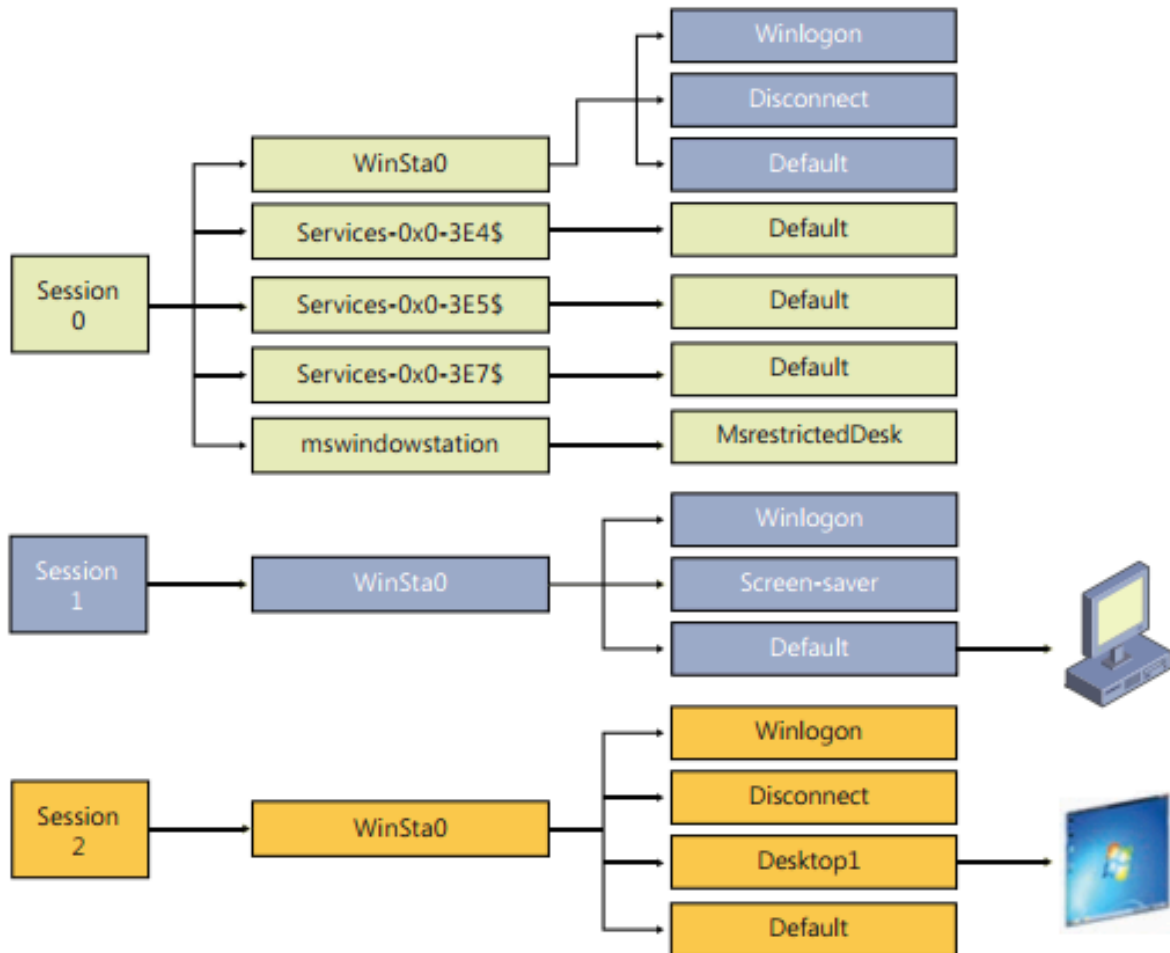 Winlogon
Disconnect
WinSta0
Default
Services-0x0-3E4$
Default
Session
0
Services-0x0-3E5$
Default
Services-0x0-3E7$
Default
mswindowstation
MsrestrictedDesk
Session
1
WinSta0
Winlogon
Screen-saver
Default
Session
2
WinSta0
Winlogon
Disconnect
Desktop1
Default